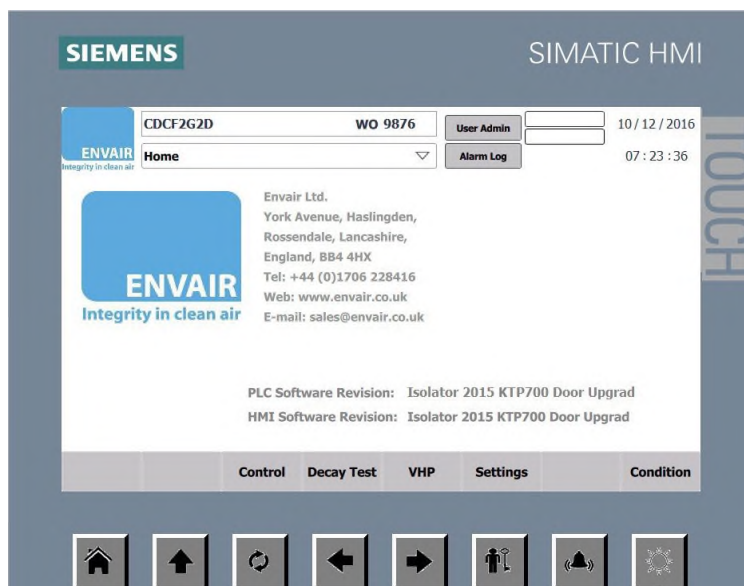 SIEMENS
SIMATIC HMI
TOUCH
ENVAIR
Integrity in clean air
CDCF2G2D WO 9876
Home
User Admin
Alarm Log
10/12/2016
07:23:36
ENVAIR
Integrity in clean air
Envair Ltd.
York Avenue, Haslingden,
Rossendale, Lancashire,
England, BB4 4HX
Tel: +44 (0)1706 228416
Web: www.envair.co.uk
E-mail: sales@envair.co.uk
PLC Software Revision: Isolator 2015 KTP700 Door Upgrad
HMI Software Revision: Isolator 2015 KTP700 Door Upgrad
Control Decay Test VHP Settings Condition